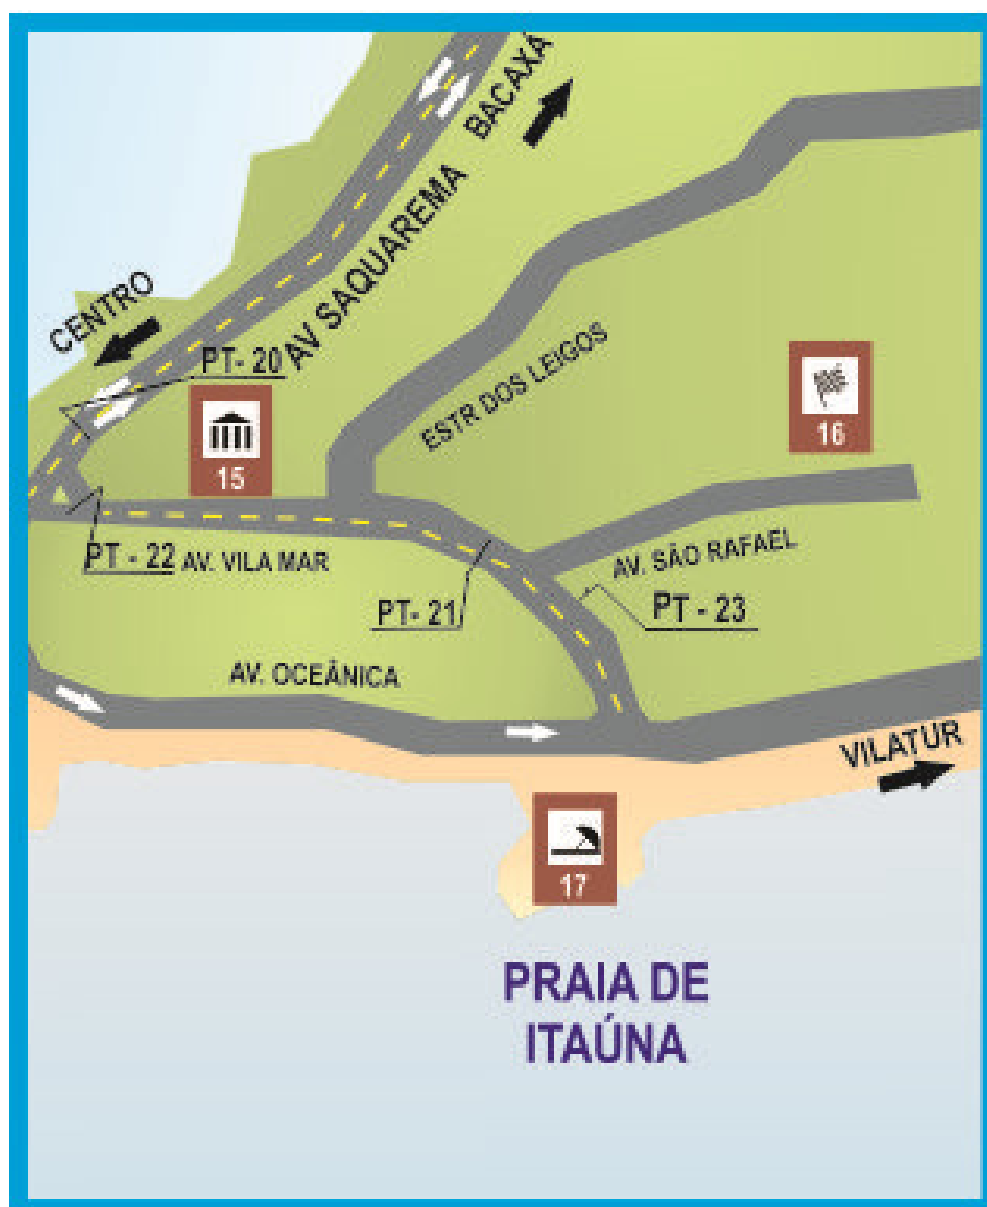 BACAXÁ
AV SAQUAREMA
CENTRO
PT- 20
ESTR DOS LEIGOS
15
16
PT - 22
AV. VILA MAR
AV. SÃO RAFAEL
PT- 21
PT - 23
AV. OCEÂNICA
VILATUR
17
PRAIA DE
ITAÚNA